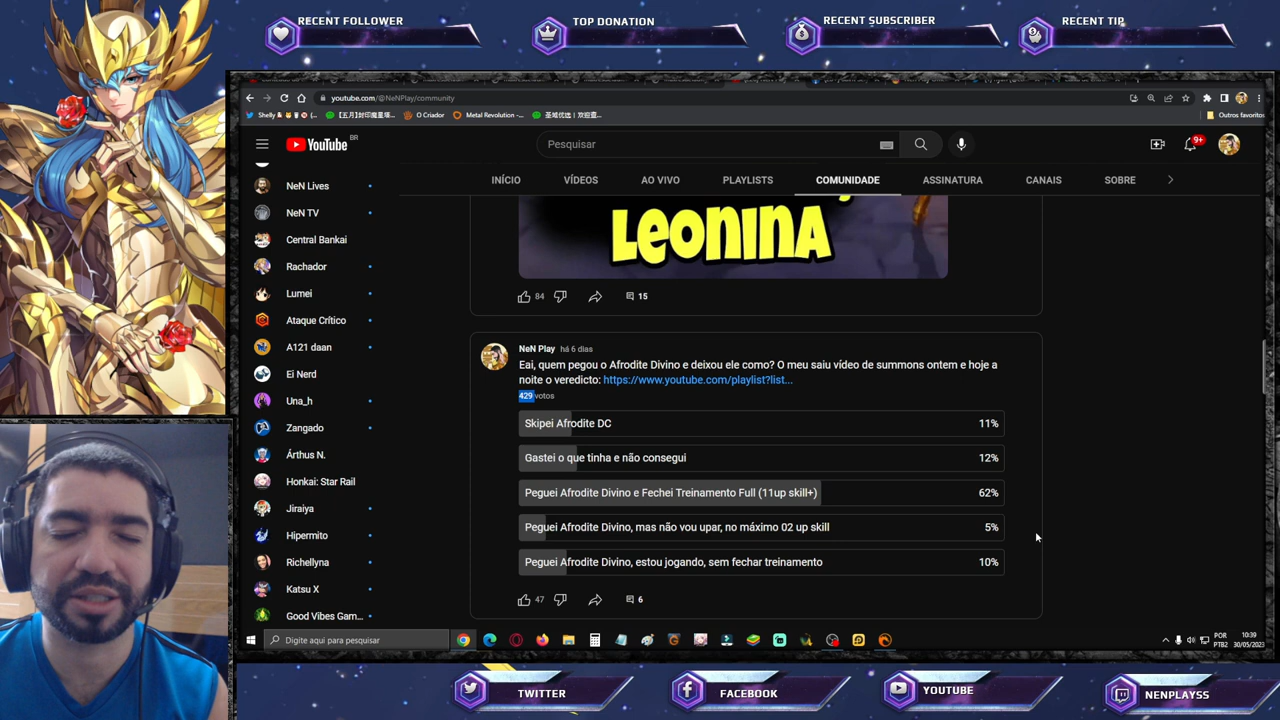 RECENT FOLLOWER
TOP DONATION
RECENT SUBSCRIBER
RECENT TIP
youtube.com/@NeNPlay/community
O Criador
Metal Revolution -...
Outros favoritos
YouTube BR
Pesquisar
9+
INÍCIO VÍDEOS AO VIVO PLAYLISTS COMUNIDADE ASSINATURA CANAIS SOBRE
NeN Lives
NeN TV
Central Bankai
Rachador
Lumei
Ataque Crítico
A121 daan
Ei Nerd
Una_h
Zangado
Árthus N.
Honkai: Star Rail
Jiraiya
Hipermito
Richellyna
Katsu X
Good Vibes Gam...
LEONINA
84 15
NeN Play há 6 dias
Eai, quem pegou o Afrodite Divino e deixou ele como? O meu saiu vídeo de summons ontem e hoje a
noite o veredicto: https://www.youtube.com/playlist?list...
429 votos
Skipei Afrodite DC 11%
Gastei o que tinha e não consegui 12%
Peguei Afrodite Divino e Fechei Treinamento Full (11up skill+) 62%
Peguei Afrodite Divino, mas não vou upar, no máximo 02 up skill 5%
Peguei Afrodite Divino, estou jogando, sem fechar treinamento 10%
47 6
Digite aqui para pesquisar
POR
PTB2
10:39
30/05/2023
TWITTER
FACEBOOK
YOUTUBE
NENPLAYSS